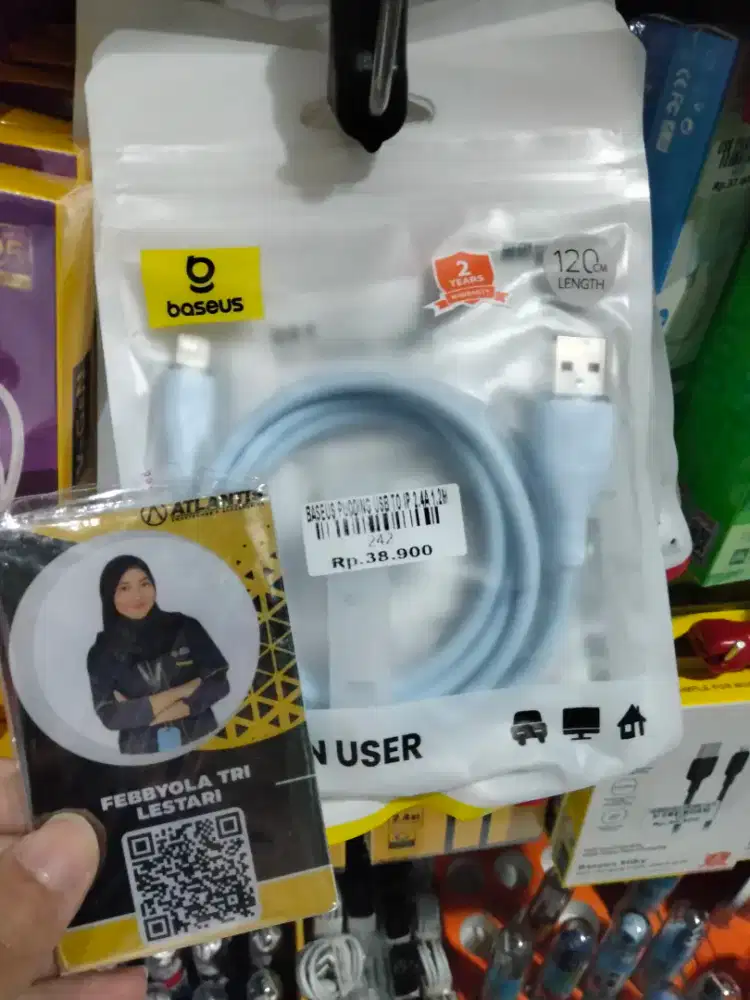 baseus
2
YEARS
WARRANTY
120CM
LENGTH
BASEUS PUDDING USB TO IP 2.4A 1,2M
242
Rp.38.900
N USER
ATLANTIS
FEBBYOLA TRI
LESTARI